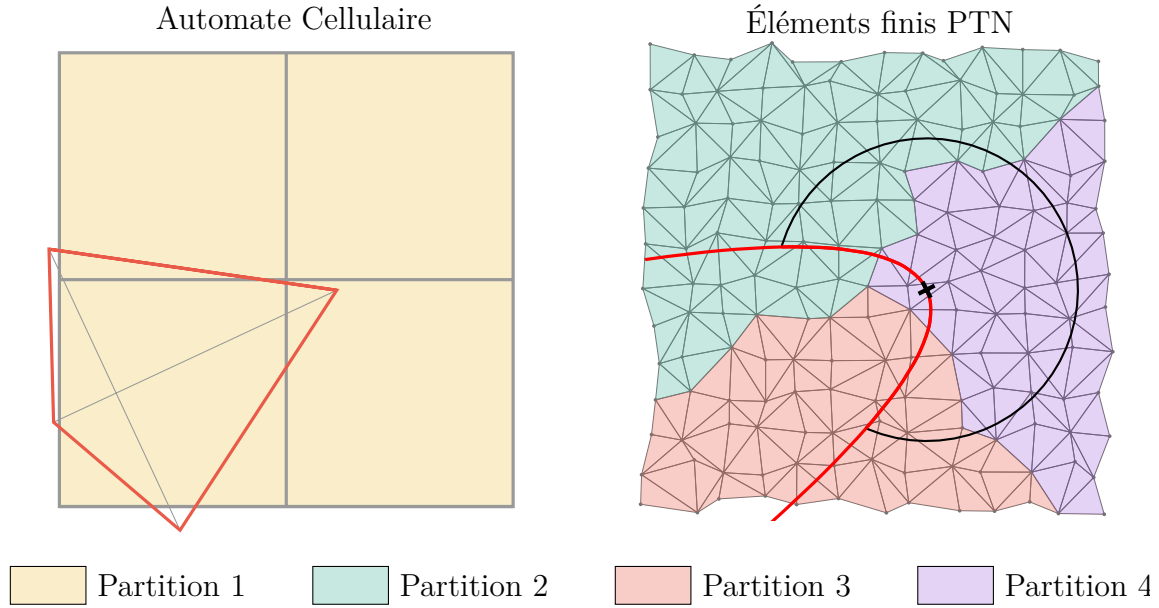 Automate Cellulaire
Éléments finis PTN
Partition 1
Partition 2
Partition 3
Partition 4